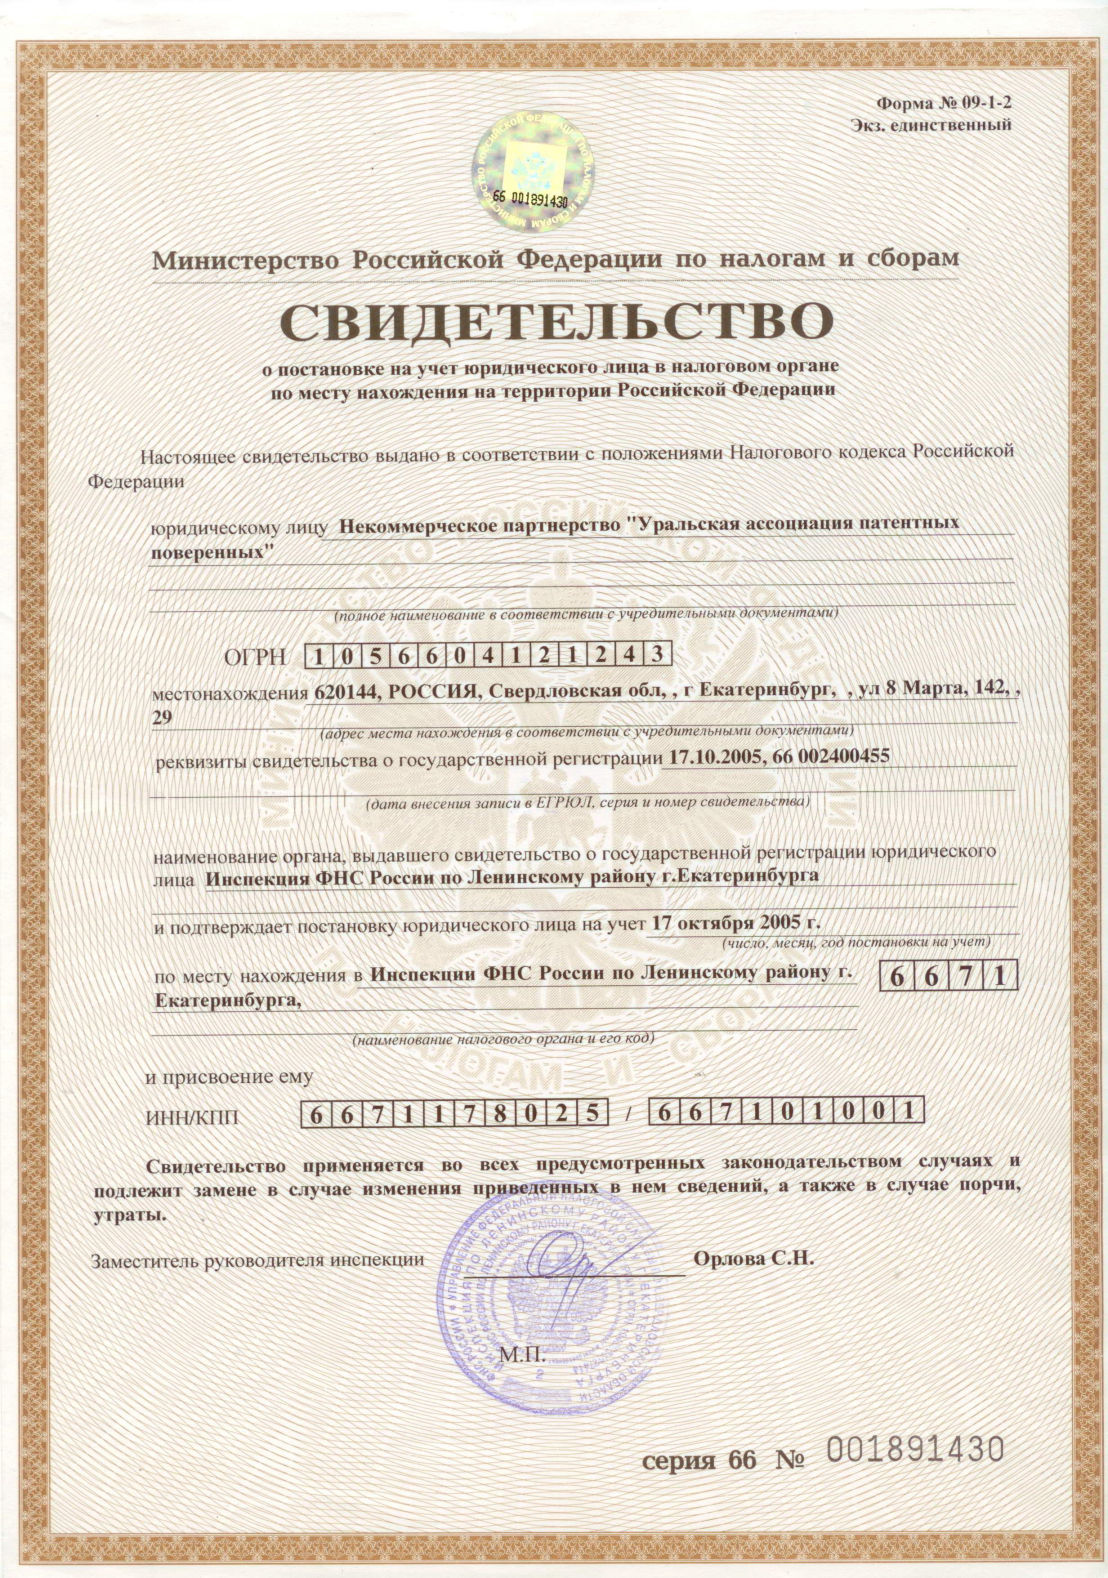 Форма № 09-1-2
Экз. единственный
66 001891430
Министерство Российской Федерации по налогам и сборам
СВИДЕТЕЛЬСТВО
о постановке на учет юридического лица в налоговом органе
по месту нахождения на территории Российской Федерации
Настоящее свидетельство выдано в соответствии с положениями Налогового кодекса Российской
Федерации
юридическому лицу Некоммерческое партнерство "Уральская ассоциация патентных
поверенных"
(полное наименование в соответствии с учредительными документами)
ОГРН 1056604121243
местонахождения 620144, РОССИЯ, Свердловская обл, , г Екатеринбург, , ул 8 Марта, 142, ,
29
(адрес места нахождения в соответствии с учредительными документами)
реквизиты свидетельства о государственной регистрации 17.10.2005, 66 002400455
(дата внесения записи в ЕГРЮЛ, серия и номер свидетельства)
наименование органа, выдавшего свидетельство о государственной регистрации юридического
лица Инспекция ФНС России по Ленинскому району г.Екатеринбурга
и подтверждает постановку юридического лица на учет 17 октября 2005 г.
(число, месяц, год постановки на учет)
по месту нахождения в Инспекции ФНС России по Ленинскому району г. 6671
Екатеринбурга,
(наименование налогового органа и его код)
и присвоение ему
ИНН/КПП 6671178025 / 667101001
Свидетельство применяется во всех предусмотренных законодательством случаях и
подлежит замене в случае изменения приведенных в нем сведений, а также в случае порчи,
утраты.
Заместитель руководителя инспекции Орлова С.Н.
М.П.
2
серия 66 № 001891430